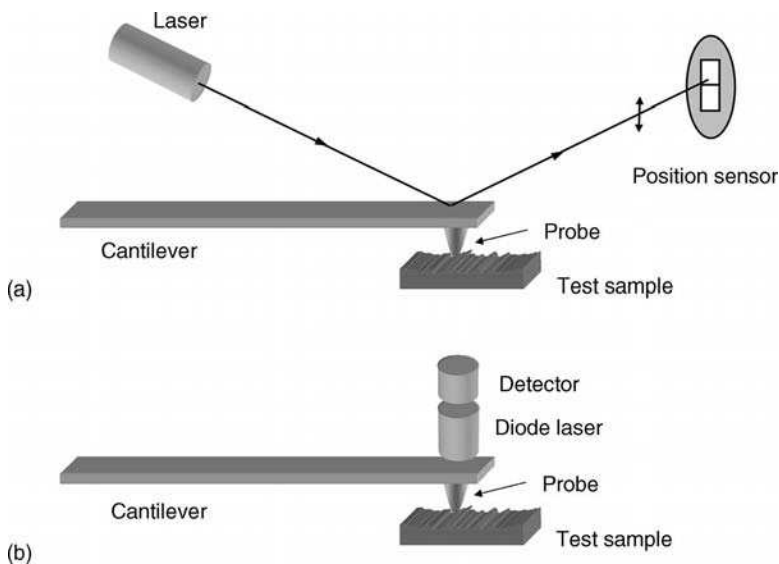 Laser
Position sensor
Cantilever
Probe
Test sample
(a)
Detector
Diode laser
Probe
Cantilever
Test sample
(b)